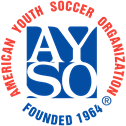 AMERICAN YOUTH SOCCER ORGANIZATION
AY
SO
®
FOUNDED 1964